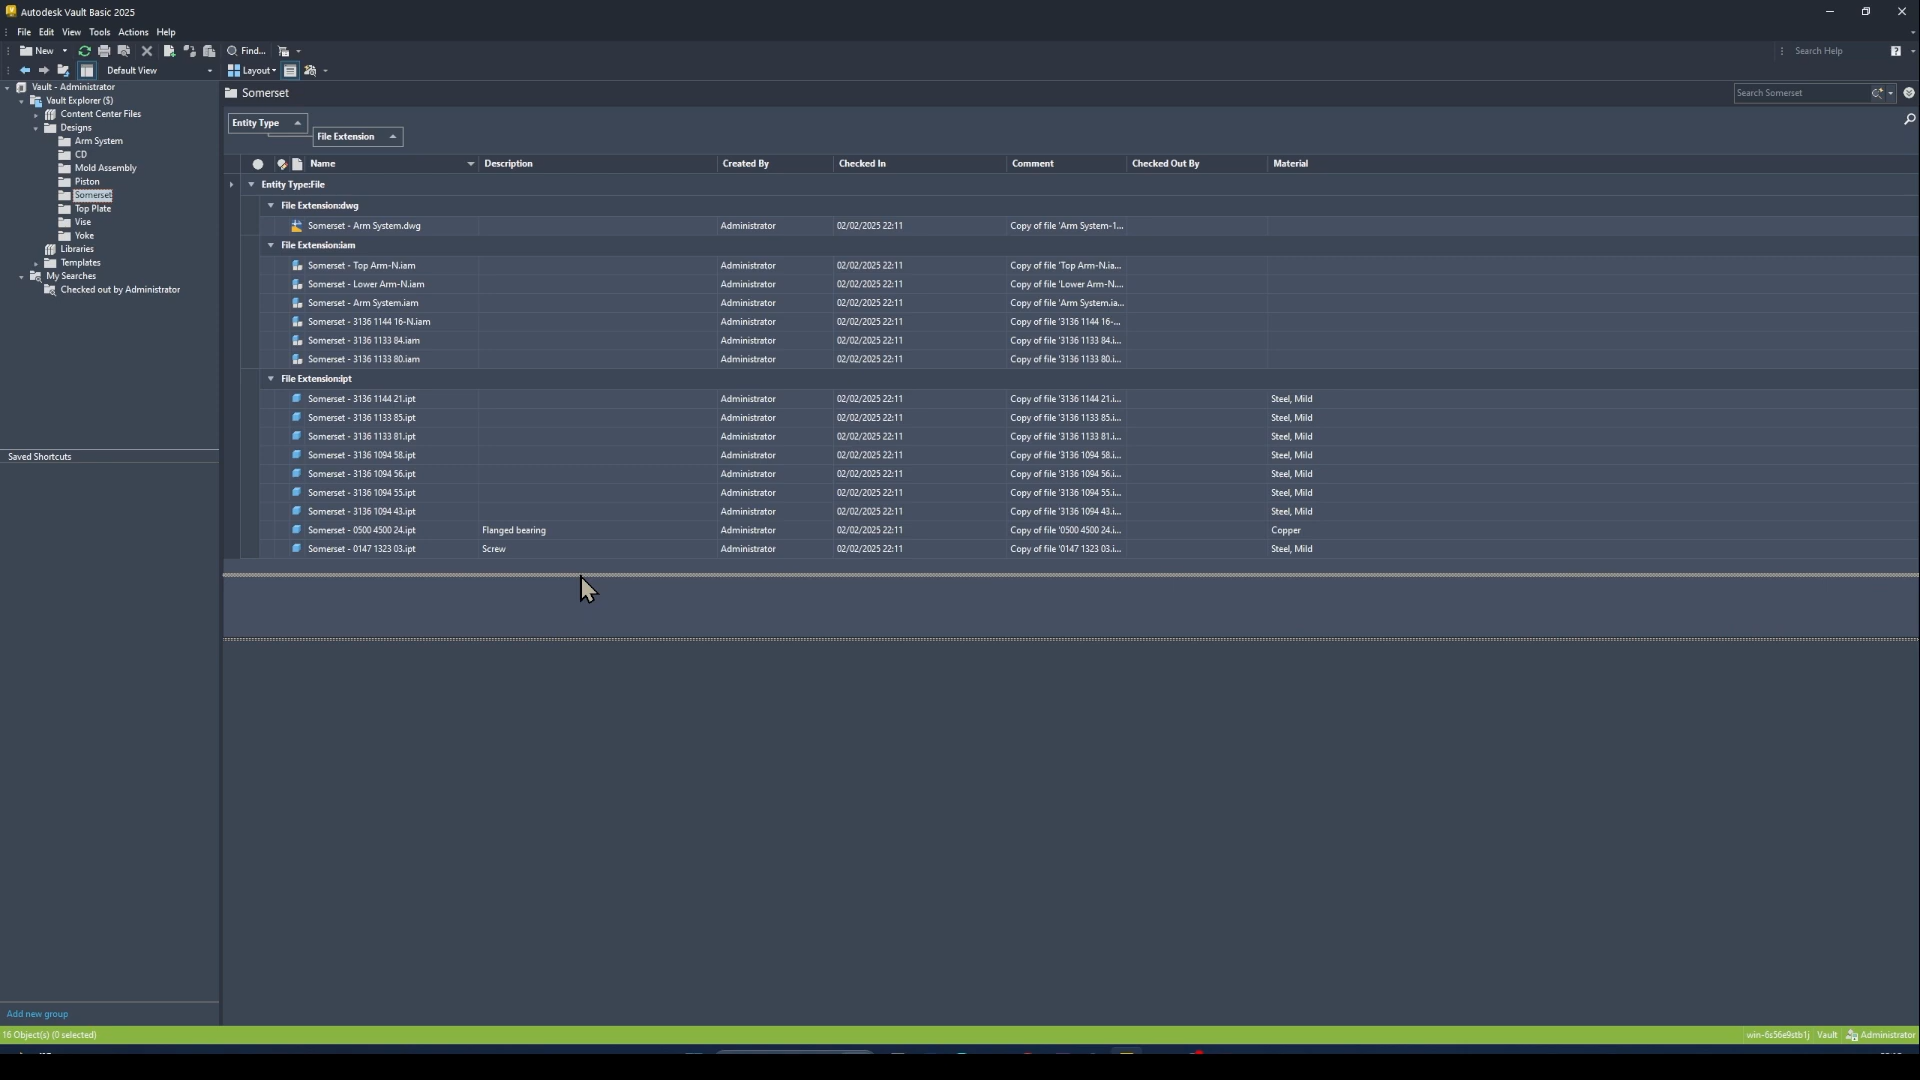 Autodesk Vault Basic 2025
File Edit View Tools Actions Help
New Find... Search Help
Default View Layout
Vault - Administrator
Vault Explorer ($)
Content Center Files
Designs
Arm System
CD
Mold Assembly
Piston
Somerset
Top Plate
Vise
Yoke
Libraries
Templates
My Searches
Checked out by Administrator
Saved Shortcuts
Add new group
Somerset Search Somerset
Entity Type
File Extension
Name Description Created By Checked In Comment Checked Out By Material
Entity Type:File
File Extension:dwg
Somerset - Arm System.dwg Administrator 02/02/2025 22:11 Copy of file 'Arm System-1...
File Extension:iam
Somerset - Top Arm-N.iam Administrator 02/02/2025 22:11 Copy of file 'Top Arm-N.ia...
Somerset - Lower Arm-N.iam Administrator 02/02/2025 22:11 Copy of file 'Lower Arm-N....
Somerset - Arm System.iam Administrator 02/02/2025 22:11 Copy of file 'Arm System.ia...
Somerset - 3136 1144 16-N.iam Administrator 02/02/2025 22:11 Copy of file '3136 1144 16-...
Somerset - 3136 1133 84.iam Administrator 02/02/2025 22:11 Copy of file '3136 1133 84.i...
Somerset - 3136 1133 80.iam Administrator 02/02/2025 22:11 Copy of file '3136 1133 80.i...
File Extension:ipt
Somerset - 3136 1144 21.ipt Administrator 02/02/2025 22:11 Copy of file '3136 1144 21.i... Steel, Mild
Somerset - 3136 1133 85.ipt Administrator 02/02/2025 22:11 Copy of file '3136 1133 85.i... Steel, Mild
Somerset - 3136 1133 81.ipt Administrator 02/02/2025 22:11 Copy of file '3136 1133 81.i... Steel, Mild
Somerset - 3136 1094 58.ipt Administrator 02/02/2025 22:11 Copy of file '3136 1094 58.i... Steel, Mild
Somerset - 3136 1094 56.ipt Administrator 02/02/2025 22:11 Copy of file '3136 1094 56.i... Steel, Mild
Somerset - 3136 1094 55.ipt Administrator 02/02/2025 22:11 Copy of file '3136 1094 55.i... Steel, Mild
Somerset - 3136 1094 43.ipt Administrator 02/02/2025 22:11 Copy of file '3136 1094 43.i... Steel, Mild
Somerset - 0500 4500 24.ipt Flanged bearing Administrator 02/02/2025 22:11 Copy of file '0500 4500 24.i... Copper
Somerset - 0147 1323 03.ipt Screw Administrator 02/02/2025 22:11 Copy of file '0147 1323 03.i... Steel, Mild
16 Object(s) (0 selected) win-6s56e9stb1j Vault Administrator